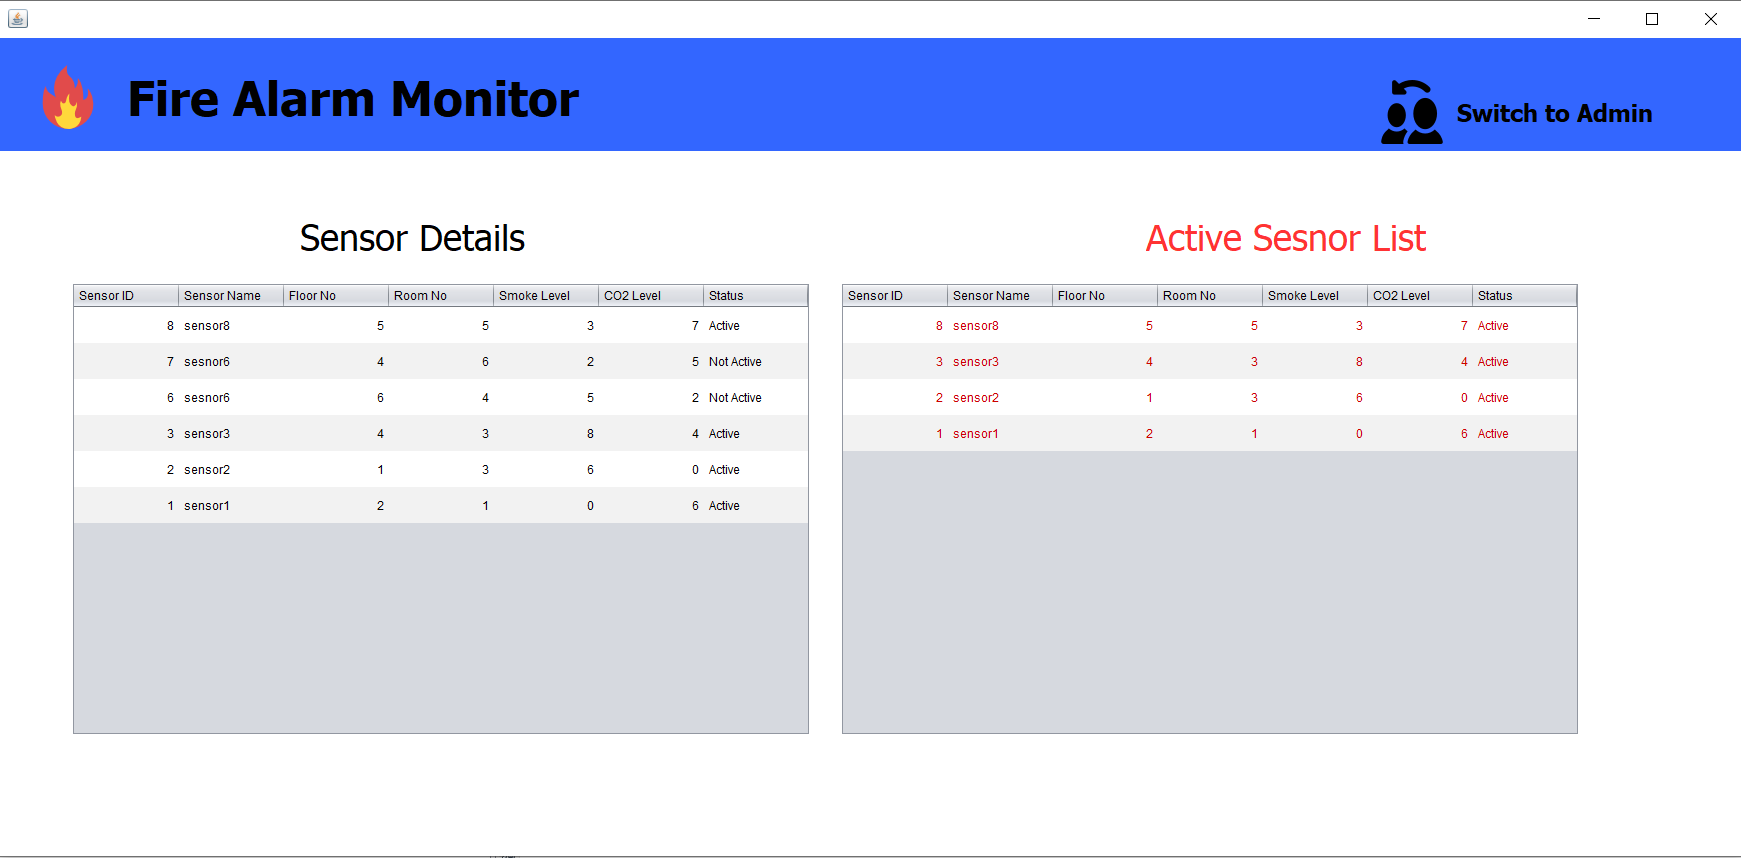 Fire Alarm Monitor
Switch to Admin
Sensor Details
Sensor ID Sensor Name Floor No Room No Smoke Level CO2 Level Status
8 sensor8 5 5 3 7 Active
7 sesnor6 4 6 2 5 Not Active
6 sesnor6 6 4 5 2 Not Active
3 sensor3 4 3 8 4 Active
2 sensor2 1 3 6 0 Active
1 sensor1 2 1 0 6 Active
Active Sesnor List
Sensor ID Sensor Name Floor No Room No Smoke Level CO2 Level Status
8 sensor8 5 5 3 7 Active
3 sensor3 4 3 8 4 Active
2 sensor2 1 3 6 0 Active
1 sensor1 2 1 0 6 Active